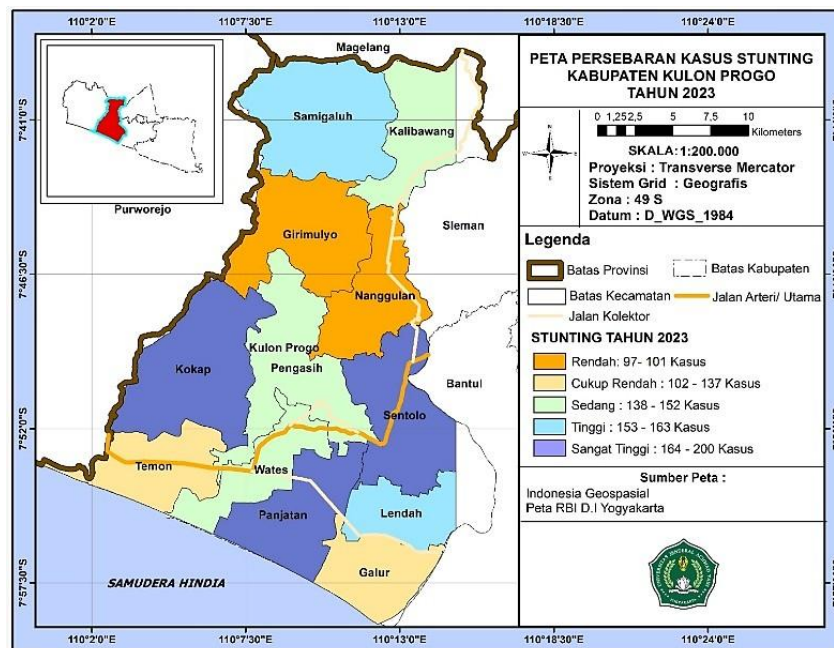 110°2'0"E
110°7'30"E
110°13'0"E
110°18'30"E
110°24'0"E
Magelang
Samigaluh
Kalibawang
Purworejo
Girimulyo
Sleman
Nanggulan
Kokap
Kulon Progo
Pengasih
Bantul
Sentolo
Temon
Wates
Panjatan
Lendah
Galur
SAMUDERA HINDIA
7°41'0"S
7°46'30"S
7°52'0"S
7°57'30"S
PETA PERSEBARAN KASUS STUNTING
KABUPATEN KULON PROGO
TAHUN 2023
0 1,25 2,5 5 7,5 10
Kilometers
SKALA: 1:200.000
Proyeksi : Transverse Mercator
Sistem Grid : Geografis
Zona : 49 S
Datum : D_WGS_1984
Legenda
Batas Provinsi
Batas Kabupaten
Batas Kecamatan
Jalan Arteri/ Utama
Jalan Kolektor
STUNTING TAHUN 2023
Rendah: 97- 101 Kasus
Cukup Rendah : 102 - 137 Kasus
Sedang : 138 - 152 Kasus
Tinggi : 153 - 163 Kasus
Sangat Tinggi : 164 - 200 Kasus
Sumber Peta :
Indonesia Geospasial
Peta RBI D.I Yogyakarta
110°2'0"E
110°7'30"E
110°13'0"E
110°18'30"E
110°24'0"E